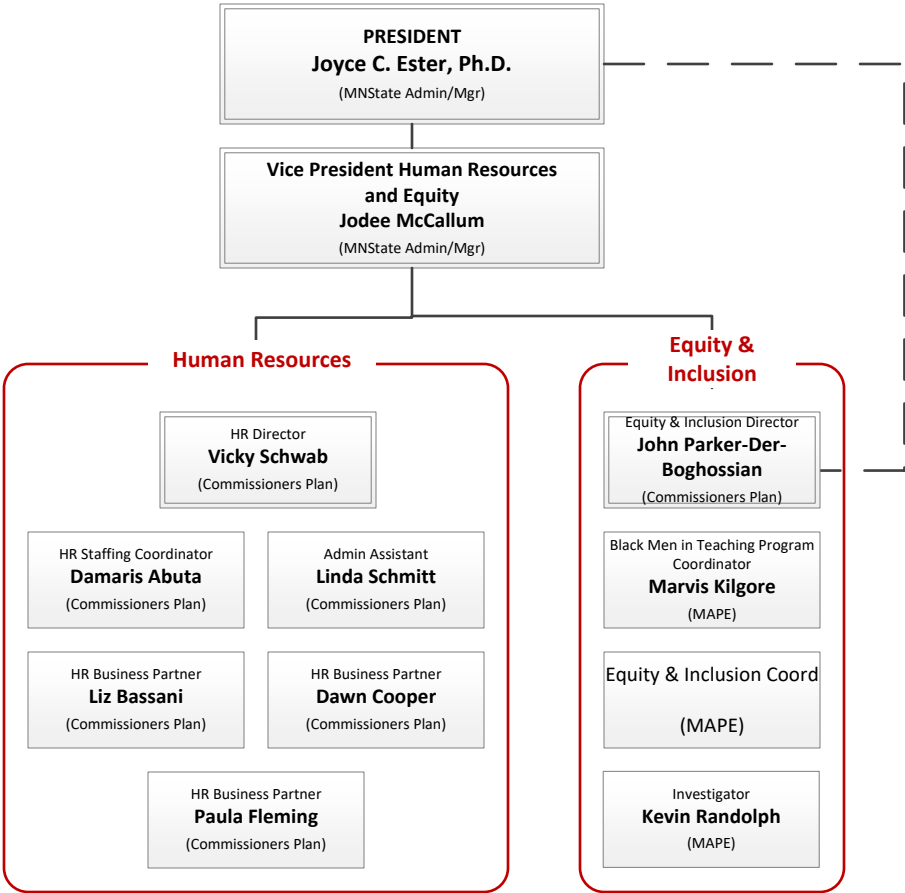 PRESIDENT
Joyce C. Ester, Ph.D.
(MNState Admin/Mgr)
Vice President Human Resources
and Equity
Jodee McCallum
(MNState Admin/Mgr)
Human Resources
HR Director
Vicky Schwab
(Commissioners Plan)
HR Staffing Coordinator
Damaris Abuta
(Commissioners Plan)
Admin Assistant
Linda Schmitt
(Commissioners Plan)
HR Business Partner
Liz Bassani
(Commissioners Plan)
HR Business Partner
Dawn Cooper
(Commissioners Plan)
HR Business Partner
Paula Fleming
(Commissioners Plan)
Equity &
Inclusion
Equity & Inclusion Director
John Parker-Der-
Boghossian
(Commissioners Plan)
Black Men in Teaching Program
Coordinator
Marvis Kilgore
(MAPE)
Equity & Inclusion Coord
(MAPE)
Investigator
Kevin Randolph
(MAPE)